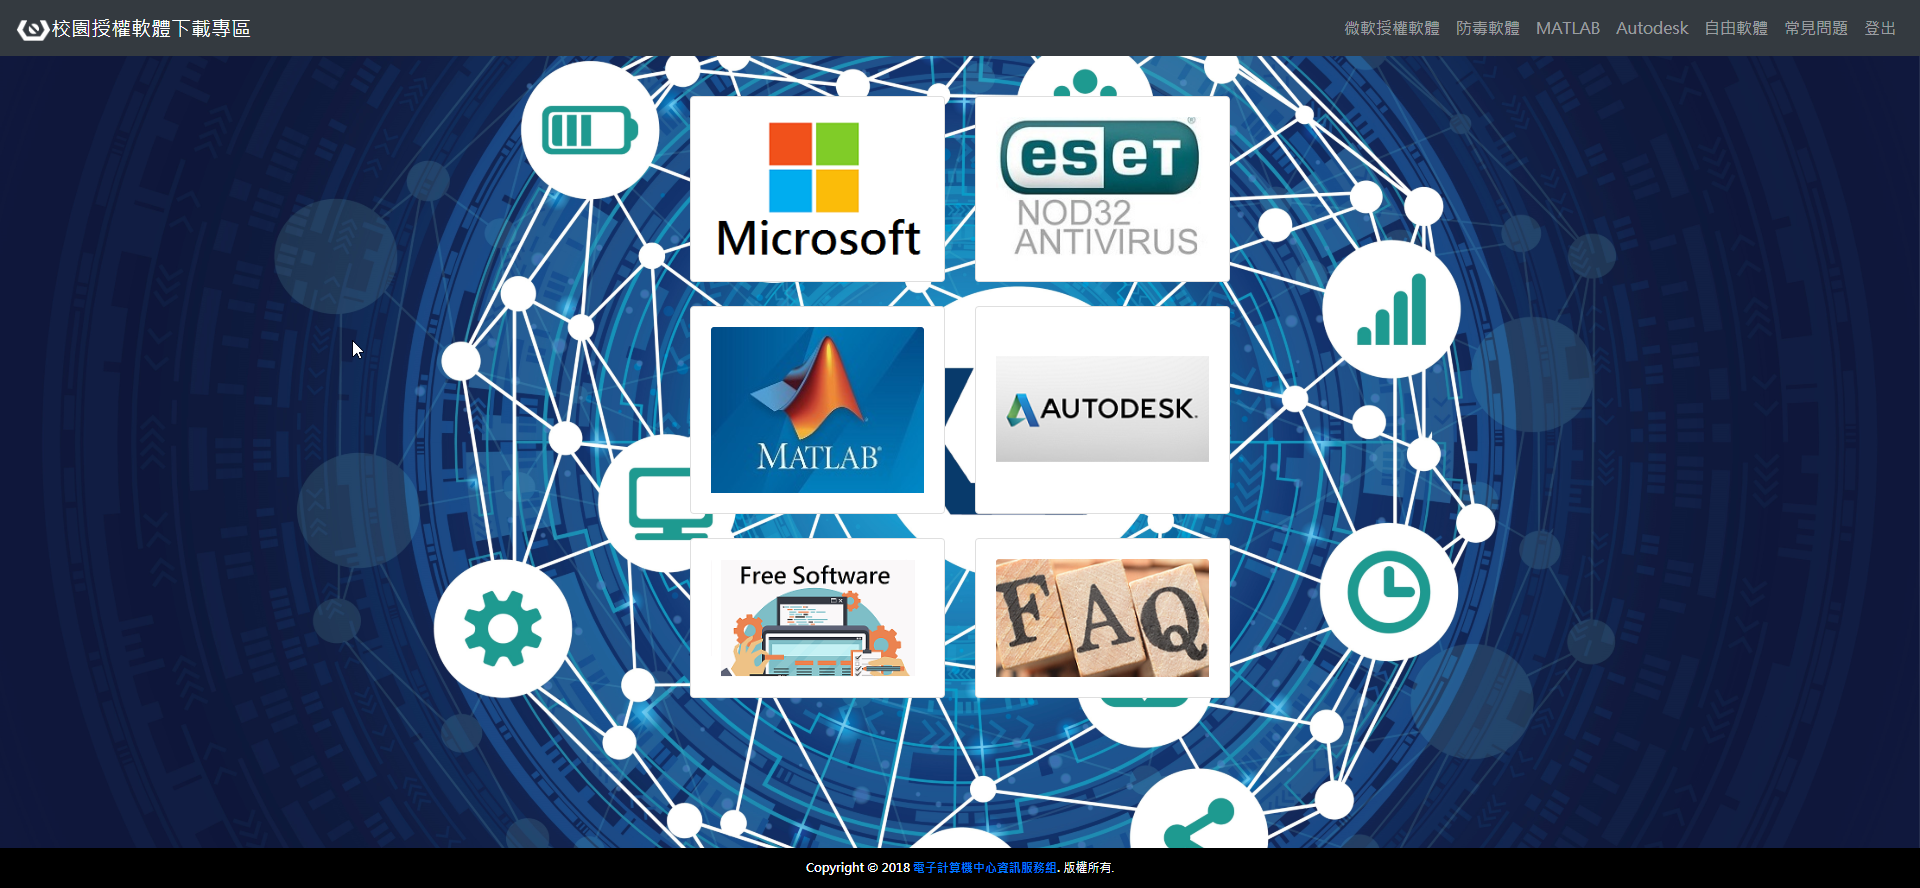 校園授權軟體下載專區
微軟授權軟體 防毒軟體 MATLAB Autodesk 自由軟體 常見問題 登出
Microsoft
eseT®
NOD32
ANTIVIRUS
MATLAB®
AUTODESK.
Free Software
FAQ
Copyright © 2018 電子計算機中心資訊服務組. 版權所有.